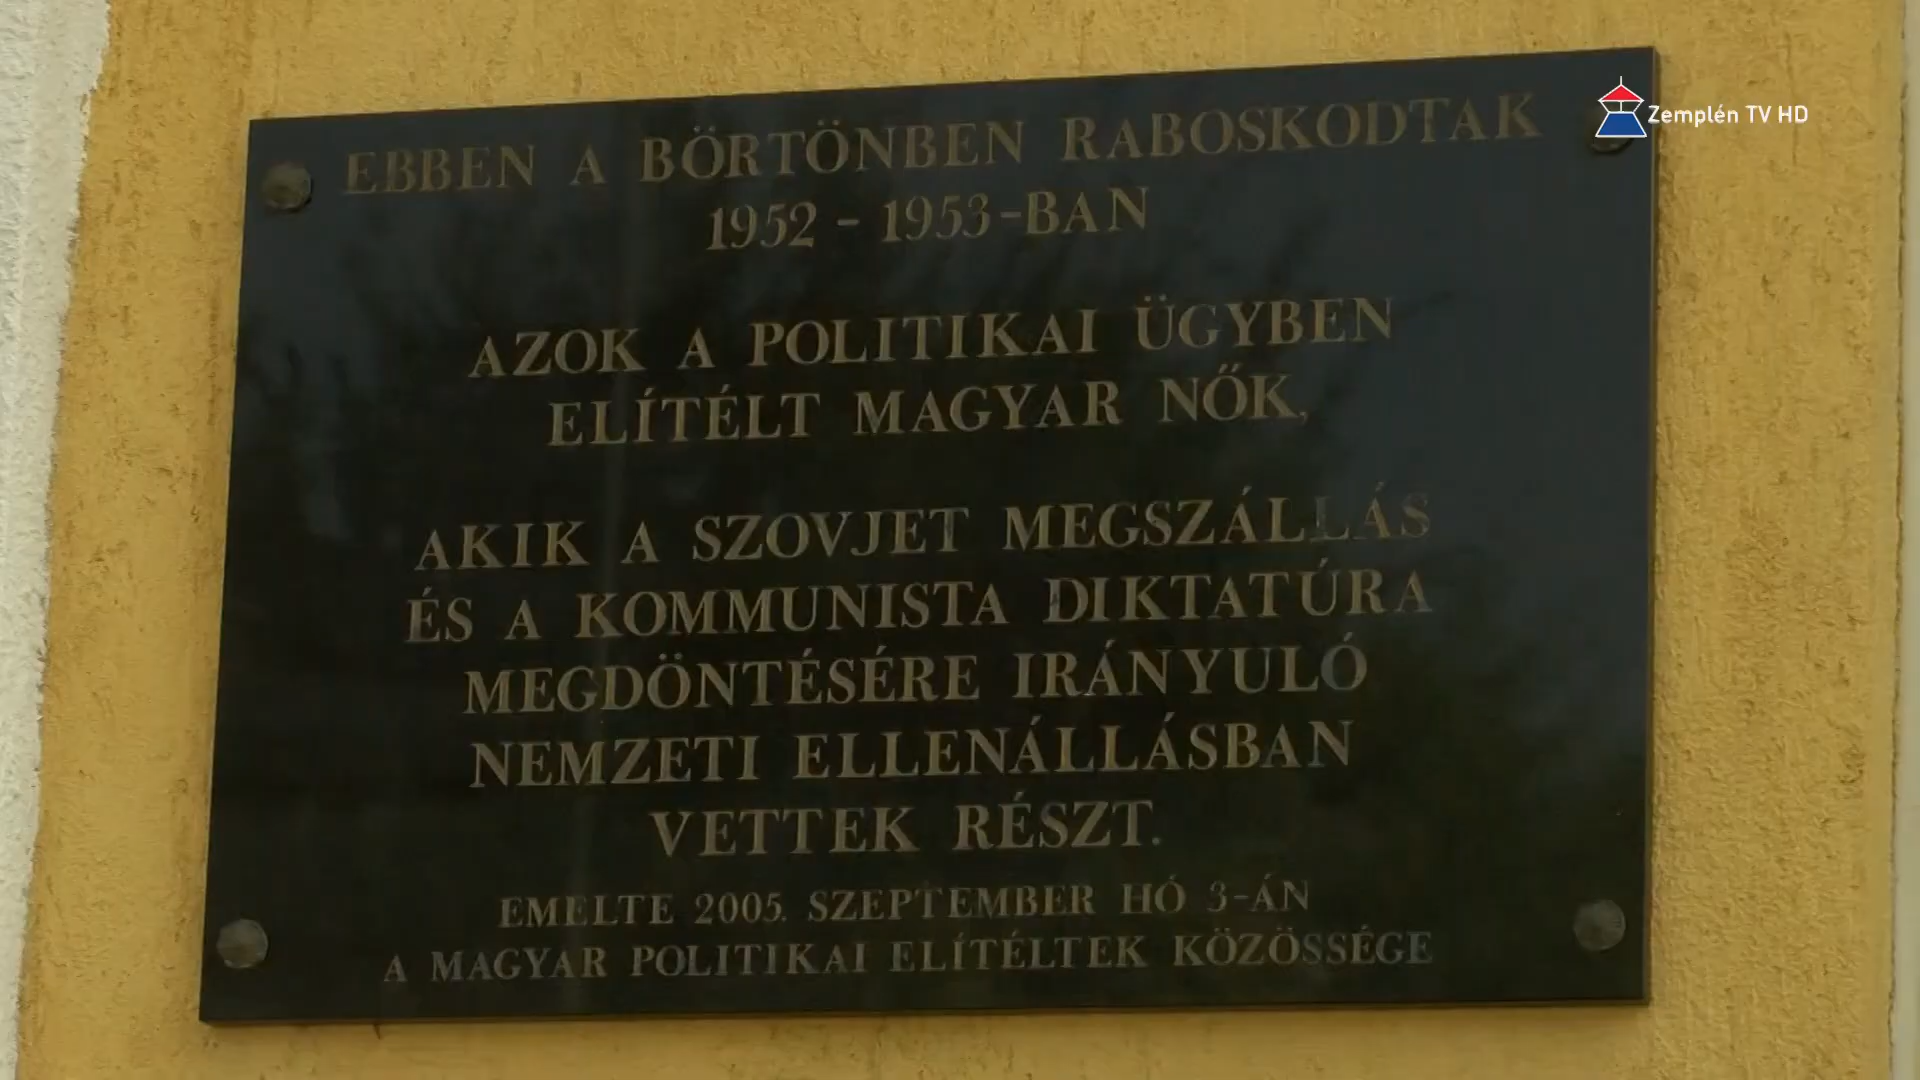 Zemplén TV HD
EBBEN A BÖRTÖNBEN RABOSKODTAK
1952 - 1953-BAN
AZOK A POLITIKAI ÜGYBEN
ELÍTÉLT MAGYAR NŐK,
AKIK A SZOVJET MEGSZÁLLÁS
ÉS A KOMMUNISTA DIKTATÚRA
MEGDÖNTÉSÉRE IRÁNYULÓ
NEMZETI ELLENÁLLÁSBAN
VETTEK RÉSZT.
EMELTE 2005. SZEPTEMBER HÓ 3-ÁN
A MAGYAR POLITIKAI ELÍTÉLTEK KÖZÖSSÉGE